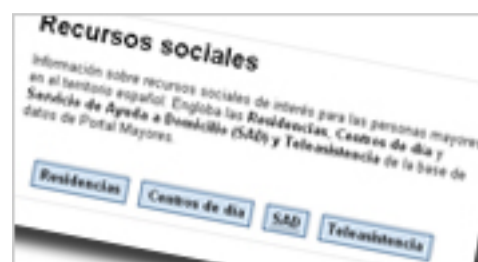 Recursos sociales
Información sobre recursos sociales de interés para las personas mayores
en el territorio español. Engloba las Residencias, Centros de día y
Servicio de Ayuda a Domicilio (SAD) y Teleasistencia de la base de
datos de Portal Mayores.
Residencias Centros de día SAD Teleasistencia